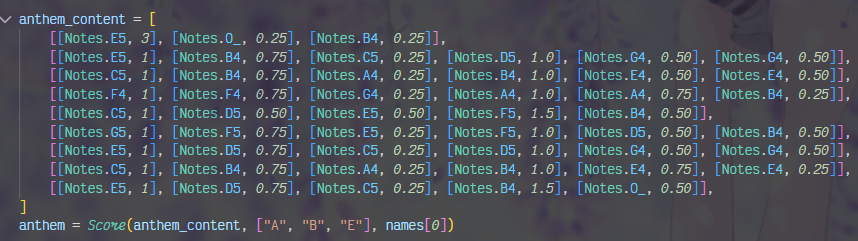 anthem_content = [
    [[Notes.E5, 3], [Notes.O_, 0.25], [Notes.B4, 0.25]],
    [[Notes.E5, 1], [Notes.B4, 0.75], [Notes.C5, 0.25], [Notes.D5, 1.0], [Notes.G4, 0.50], [Notes.G4, 0.50]],
    [[Notes.C5, 1], [Notes.B4, 0.75], [Notes.A4, 0.25], [Notes.B4, 1.0], [Notes.E4, 0.50], [Notes.E4, 0.50]],
    [[Notes.F4, 1], [Notes.F4, 0.75], [Notes.G4, 0.25], [Notes.A4, 1.0], [Notes.A4, 0.75], [Notes.B4, 0.25]],
    [[Notes.C5, 1], [Notes.D5, 0.50], [Notes.E5, 0.50], [Notes.F5, 1.5], [Notes.B4, 0.50]],
    [[Notes.G5, 1], [Notes.F5, 0.75], [Notes.E5, 0.25], [Notes.F5, 1.0], [Notes.D5, 0.50], [Notes.B4, 0.50]],
    [[Notes.E5, 1], [Notes.D5, 0.75], [Notes.C5, 0.25], [Notes.D5, 1.0], [Notes.G4, 0.50], [Notes.G4, 0.50]],
    [[Notes.C5, 1], [Notes.B4, 0.75], [Notes.A4, 0.25], [Notes.B4, 1.0], [Notes.E4, 0.75], [Notes.E4, 0.25]],
    [[Notes.E5, 1], [Notes.D5, 0.75], [Notes.C5, 0.25], [Notes.B4, 1.5], [Notes.O_, 0.50]],
]
anthem = Score(anthem_content, ["A", "B", "E"], names[0])